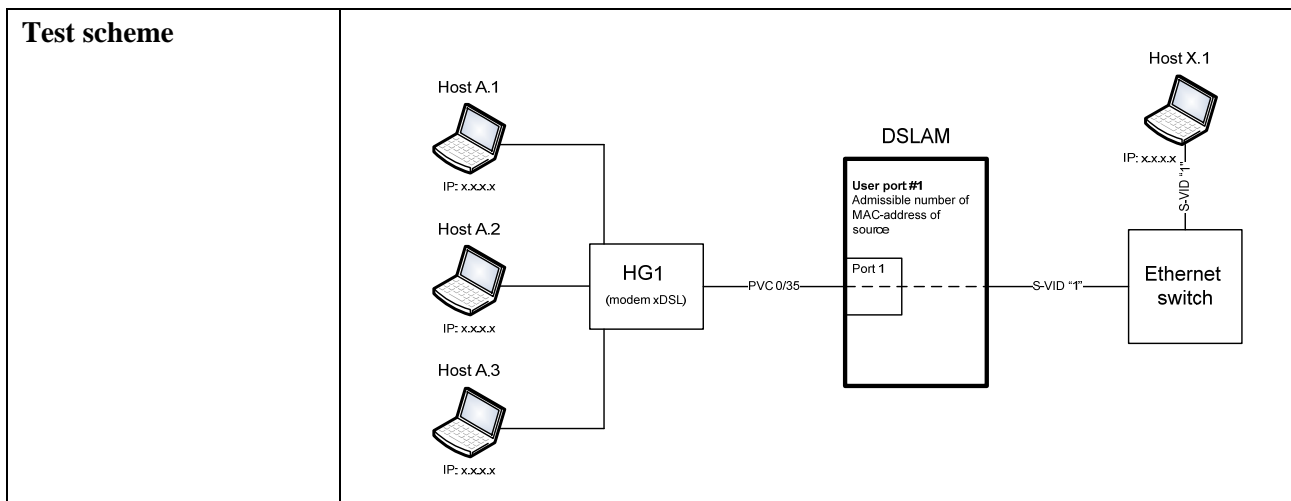 Test scheme
Host A.1
IP: x.x.x.x
Host A.2
IP: x.x.x.x
Host A.3
IP: x.x.x.x
HG1
(modem xDSL)
PVC 0/35
DSLAM
User port #1
Admissible number of
MAC-address of
source
Port 1
S-VID "1"
Host X.1
IP: x.x.x.x
S-VID "1"
Ethernet
switch